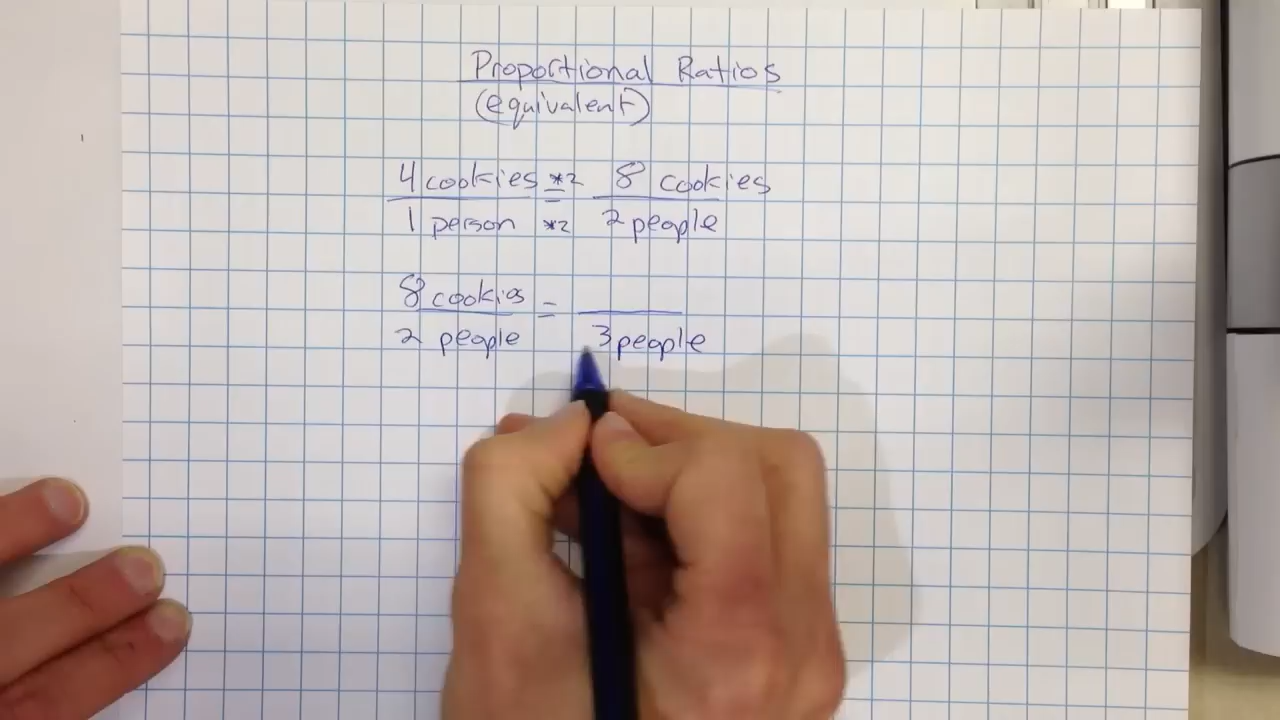 Proportional Ratios
(equivalent)
4 cookies *2 = 8 cookies
1 person *2 2 people
8 cookies =
2 people 3 people